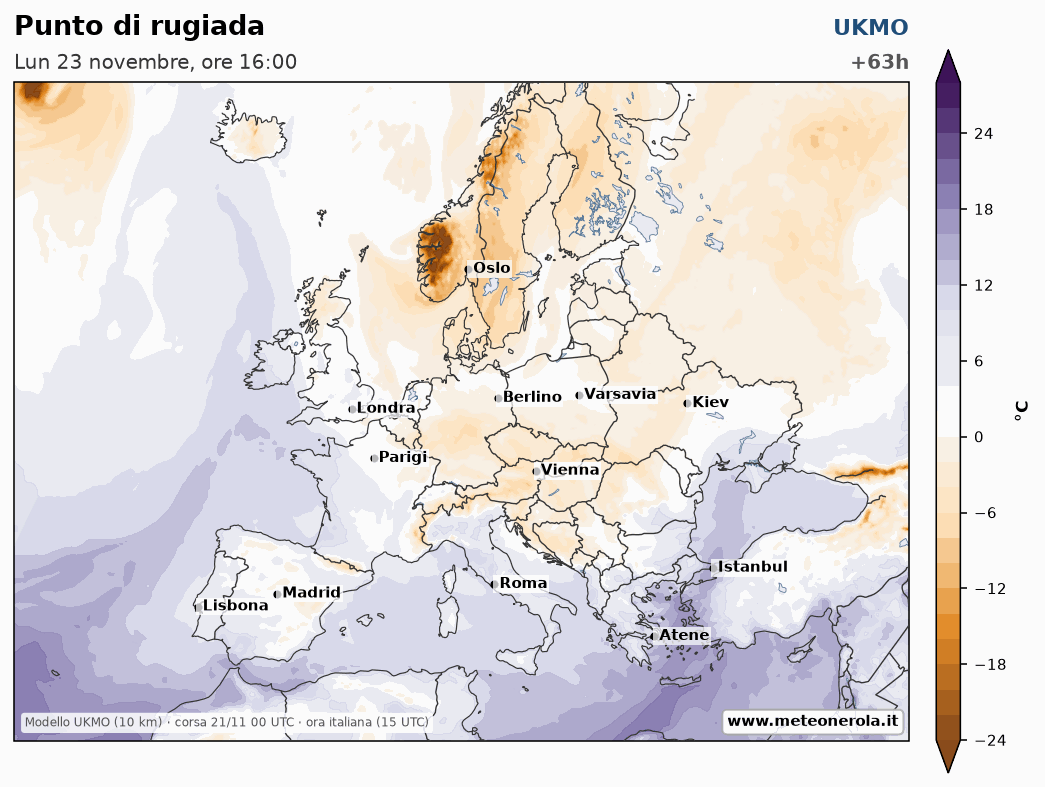 Punto di rugiada
UKMO
Lun 23 novembre, ore 16:00
+63h
Oslo
Londra
Berlino
Varsavia
Kiev
Parigi
Vienna
Istanbul
Roma
Madrid
Lisbona
Atene
Modello UKMO (10 km) · corsa 21/11 00 UTC · ora italiana (15 UTC)
www.meteonerola.it
24
18
12
6
0
−6
−12
−18
−24
°C